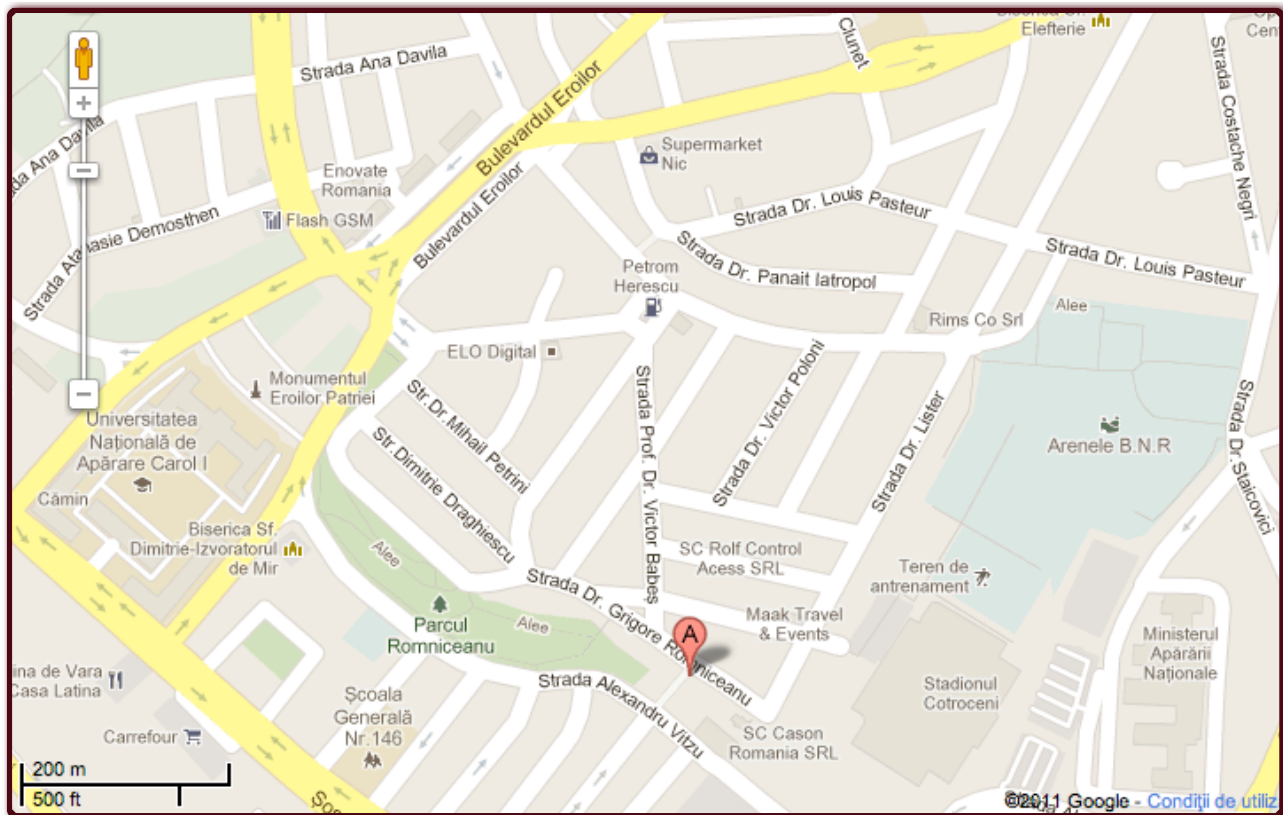 Biserica Sf.
Elefterie
Clunet
Strada Costache Negri
Strada Ana Davila
Bulevardul Eroilor
Ana Davila
Supermarket
Nic
Enovate
Romania
Flash GSM
Strada Atanasie Demosthen
Bulevardul Eroilor
Strada Dr. Louis Pasteur
Strada Dr. Louis Pasteur
Strada Dr. Panait Iatropol
Petrom
Herescu
Alee
Rims Co Srl
ELO Digital
Monumentul
Eroilor Patriei
Str.Dr.Mihail Petrini
Strada Prof. Dr. Victor Babeș
Strada Dr. Victor Poloni
Strada Dr. Lister
Strada Dr.Staicovici
Universitatea
Națională de
Apărare Carol I
Arenele B.N.R
Str.Dimitrie Draghiescu
Cămin
Biserica Sf.
Dimitrie-Izvoratorul
de Mir
Alee
SC Rolf Control
Acess SRL
Teren de
antrenament
Strada Dr. Grigore Romniceanu
Parcul
Romniceanu
Alee
Maak Travel
& Events
A
Ministerul
Apărării
Naționale
ina de Vara
Casa Latina
Strada Alexandru Vitzu
Stadionul
Cotroceni
Școala
Generală
Nr.146
Carrefour
SC Cason
Romania SRL
200 m
500 ft
©2011 Google - Condiții de utiliz